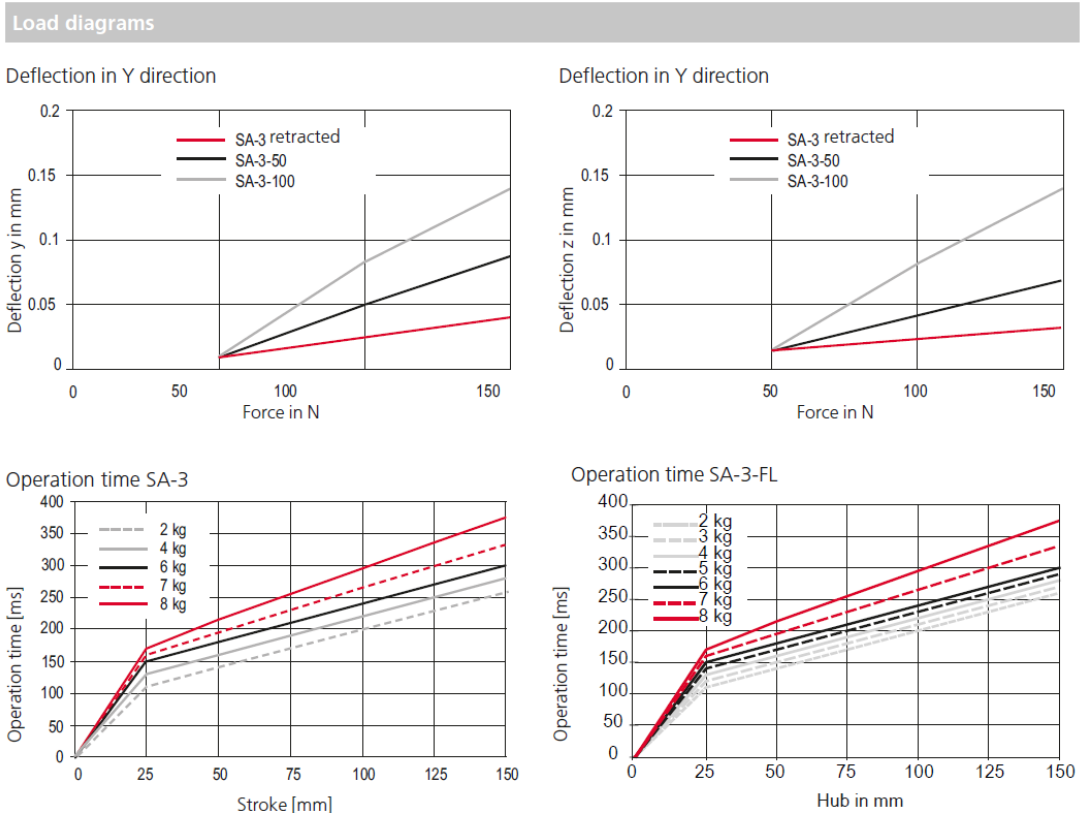 Load diagrams
Deflection in Y direction
0.2
0.15
0.1
0.05
0
Deflection y in mm
SA-3 retracted
SA-3-50
SA-3-100
0 50 100 150
Force in N
Deflection in Y direction
0.2
0.15
0.1
0.05
0
Deflection z in mm
SA-3 retracted
SA-3-50
SA-3-100
0 50 100 150
Force in N
Operation time SA-3
400
350
300
250
200
150
100
50
0
Operation time [ms]
2 kg
4 kg
6 kg
7 kg
8 kg
0 25 50 75 100 125 150
Stroke [mm]
Operation time SA-3-FL
400
350
300
250
200
150
100
50
0
Operation time [ms]
2 kg
3 kg
4 kg
5 kg
6 kg
7 kg
8 kg
0 25 50 75 100 125 150
Hub in mm